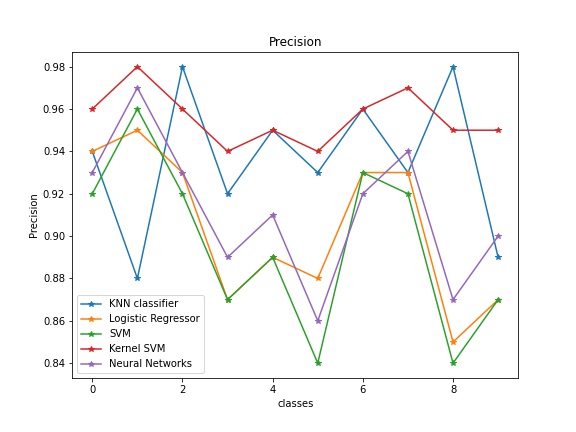 Precision
0.98
0.96
0.94
0.92
0.90
0.88
0.86
0.84
Precision
KNN classifier
Logistic Regressor
SVM
Kernel SVM
Neural Networks
0 2 4 6 8
classes